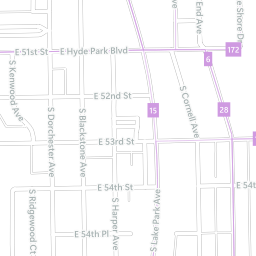 End Ave
e Shore D
E 51st St
E Hyde Park Blvd
172
6
S Kenwood Ave
E 52nd St
S Cornell Ave
15
28
S Dorchester Ave
S Blackstone Ave
E 53rd St
E 54th St
E 54t
S Ridgewood Ct
S Harper Ave
S Lake Park Ave
E 54th Pl